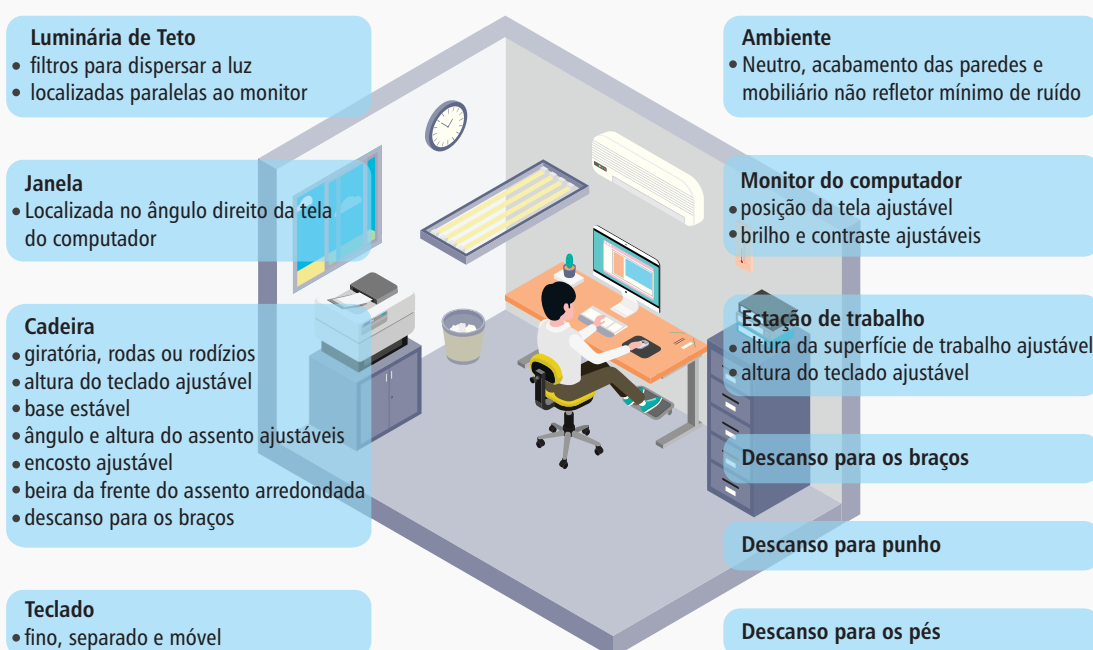 Luminária de Teto
• filtros para dispersar a luz
• localizadas paralelas ao monitor
Janela
• Localizada no ângulo direito da tela
do computador
Cadeira
• giratória, rodas ou rodízios
• altura do teclado ajustável
• base estável
• ângulo e altura do assento ajustáveis
• encosto ajustável
• beira da frente do assento arredondada
• descanso para os braços
Teclado
• fino, separado e móvel
Ambiente
• Neutro, acabamento das paredes e
mobiliário não refletor mínimo de ruído
Monitor do computador
• posição da tela ajustável
• brilho e contraste ajustáveis
Estação de trabalho
• altura da superfície de trabalho ajustável
• altura do teclado ajustável
Descanso para os braços
Descanso para punho
Descanso para os pés